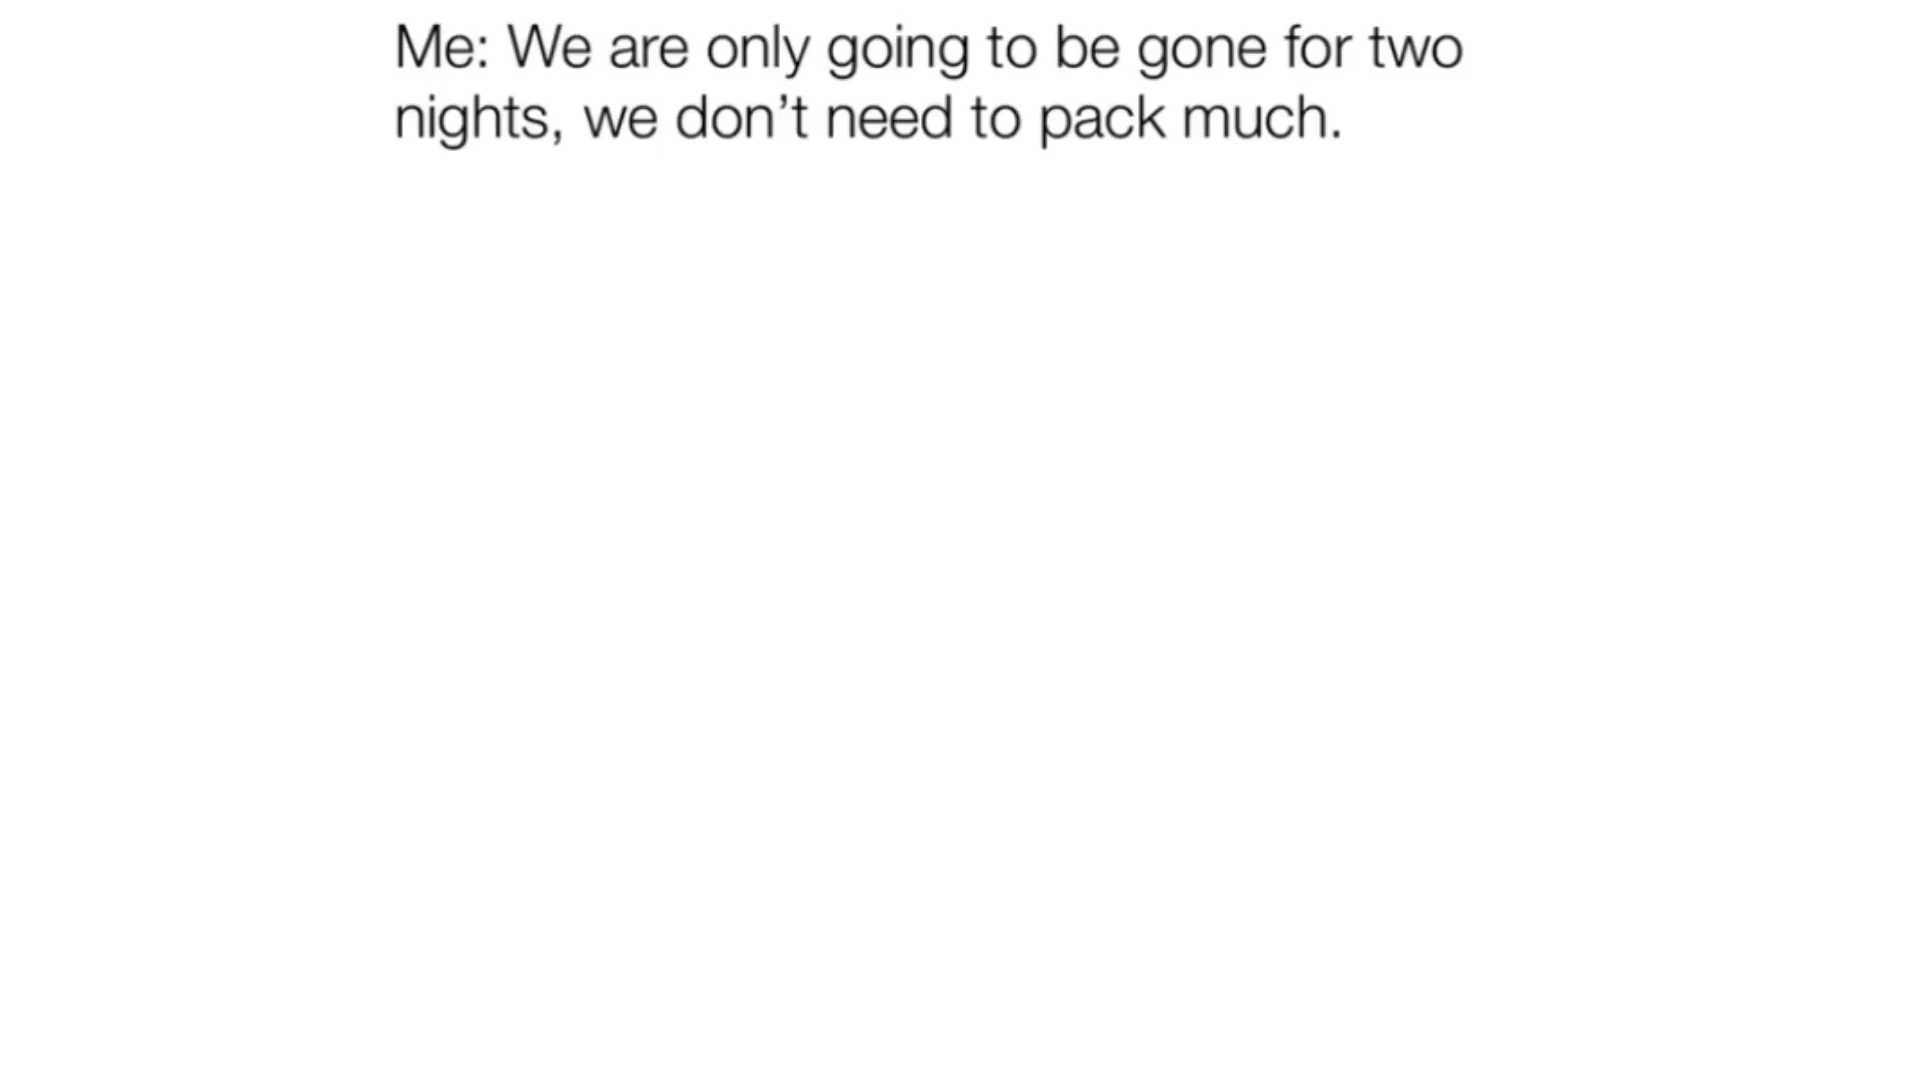 Me: We are only going to be gone for two
nights, we don’t need to pack much.